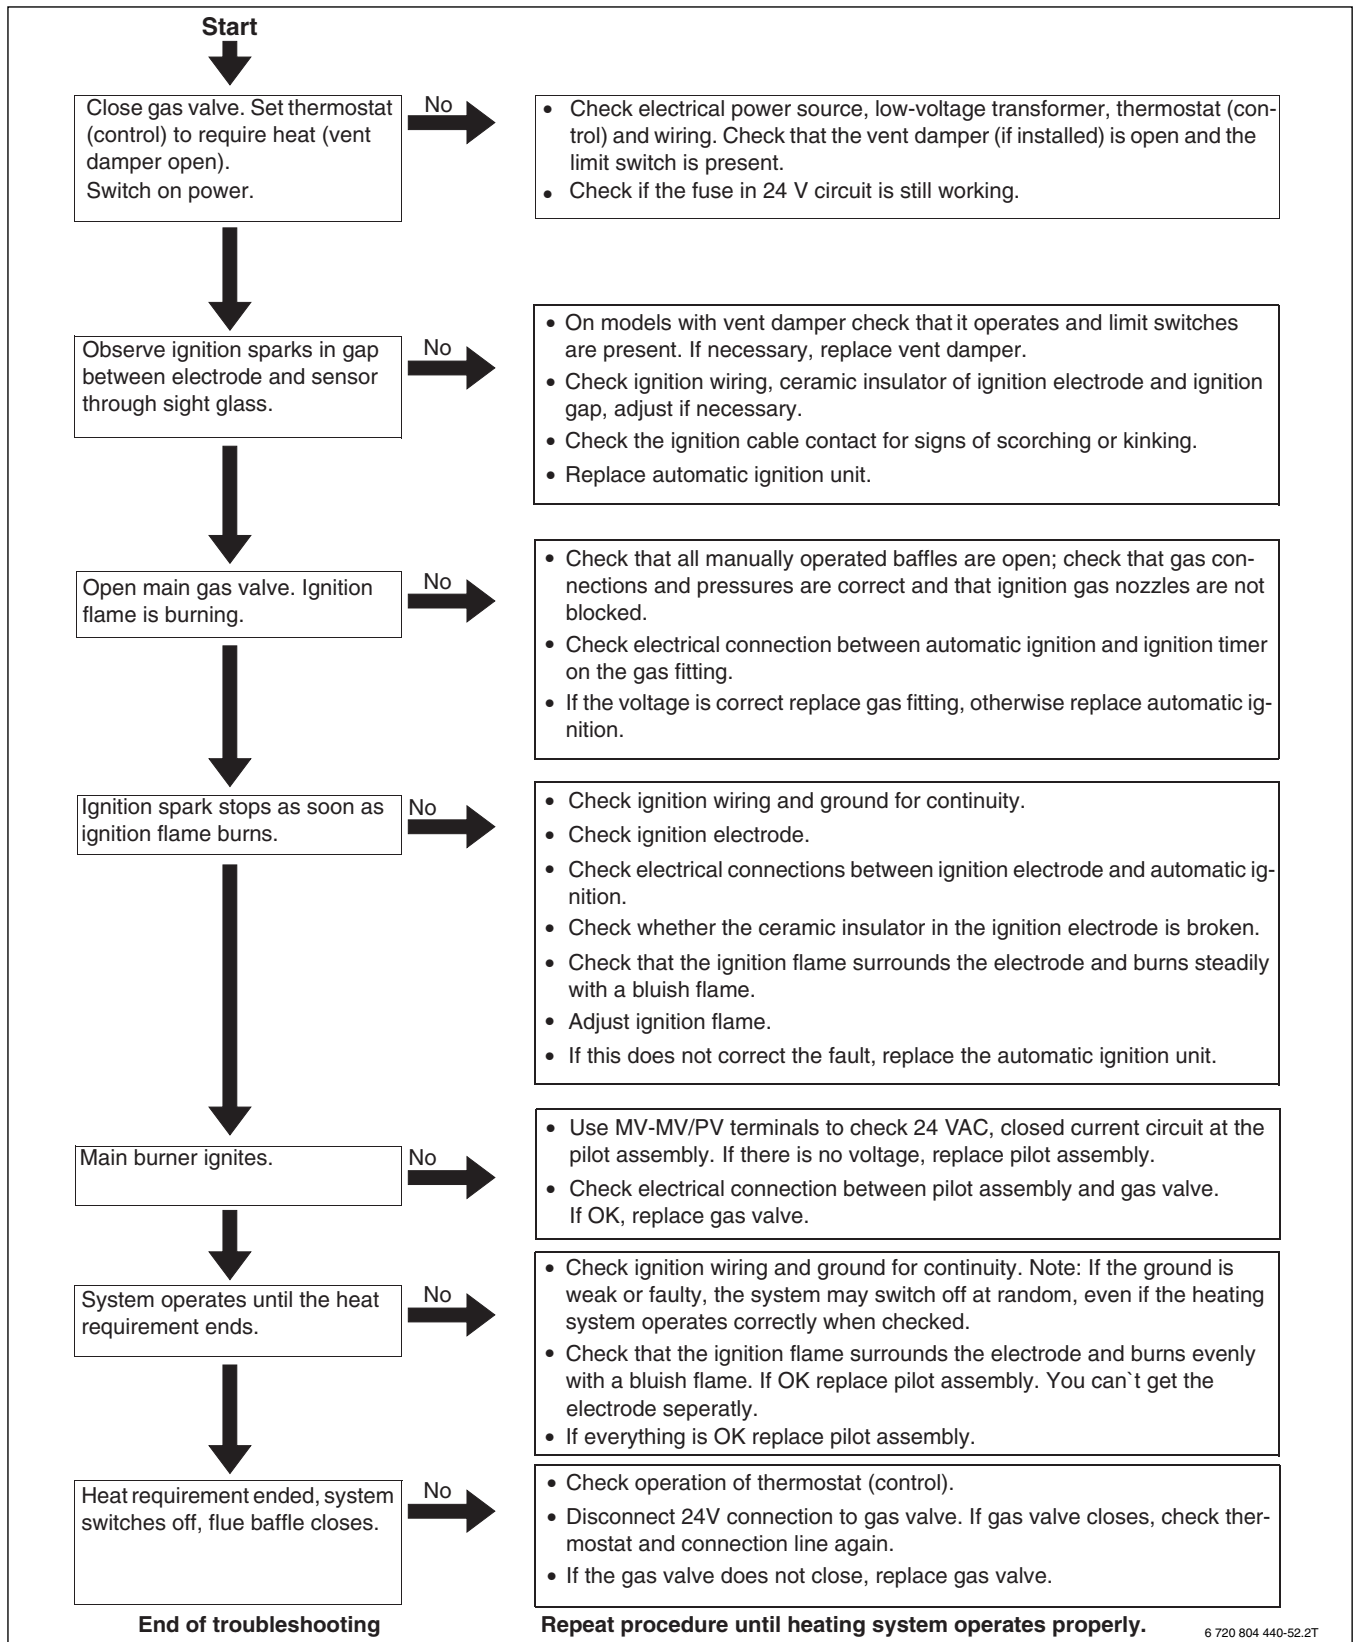 Start
Close gas valve. Set thermostat
(control) to require heat (vent
damper open).
Switch on power.
No
• Check electrical power source, low-voltage transformer, thermostat (con-
trol) and wiring. Check that the vent damper (if installed) is open and the
limit switch is present.
• Check if the fuse in 24 V circuit is still working.
Observe ignition sparks in gap
between electrode and sensor
through sight glass.
No
• On models with vent damper check that it operates and limit switches
are present. If necessary, replace vent damper.
• Check ignition wiring, ceramic insulator of ignition electrode and ignition
gap, adjust if necessary.
• Check the ignition cable contact for signs of scorching or kinking.
• Replace automatic ignition unit.
Open main gas valve. Ignition
flame is burning.
No
• Check that all manually operated baffles are open; check that gas con-
nections and pressures are correct and that ignition gas nozzles are not
blocked.
• Check electrical connection between automatic ignition and ignition timer
on the gas fitting.
• If the voltage is correct replace gas fitting, otherwise replace automatic ig-
nition.
Ignition spark stops as soon as
ignition flame burns.
No
• Check ignition wiring and ground for continuity.
• Check ignition electrode.
• Check electrical connections between ignition electrode and automatic ig-
nition.
• Check whether the ceramic insulator in the ignition electrode is broken.
• Check that the ignition flame surrounds the electrode and burns steadily
with a bluish flame.
• Adjust ignition flame.
• If this does not correct the fault, replace the automatic ignition unit.
Main burner ignites.
No
• Use MV-MV/PV terminals to check 24 VAC, closed current circuit at the
pilot assembly. If there is no voltage, replace pilot assembly.
• Check electrical connection between pilot assembly and gas valve.
If OK, replace gas valve.
System operates until the heat
requirement ends.
No
• Check ignition wiring and ground for continuity. Note: If the ground is
weak or faulty, the system may switch off at random, even if the heating
system operates correctly when checked.
• Check that the ignition flame surrounds the electrode and burns evenly
with a bluish flame. If OK replace pilot assembly. You can`t get the
electrode seperatly.
• If everything is OK replace pilot assembly.
Heat requirement ended, system
switches off, flue baffle closes.
No
• Check operation of thermostat (control).
• Disconnect 24V connection to gas valve. If gas valve closes, check ther-
mostat and connection line again.
• If the gas valve does not close, replace gas valve.
End of troubleshooting
Repeat procedure until heating system operates properly.
6 720 804 440-52.2T